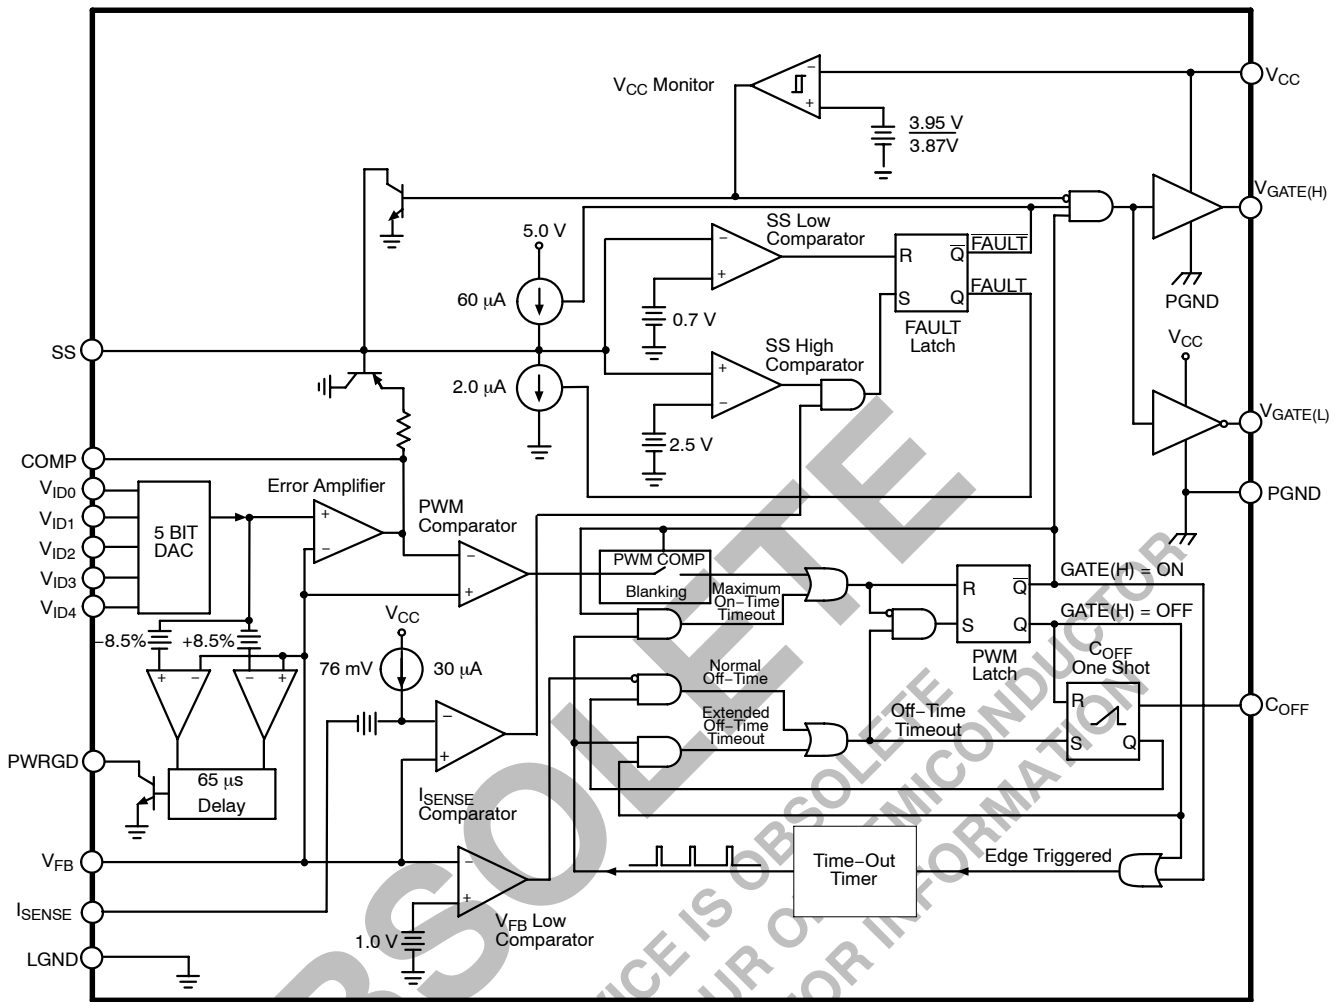 VCC Monitor
−
+
VCC
3.95 V
3.87V
VGATE(H)
5.0 V
SS Low
Comparator
−
+
FAULT
R
Q
60 μA
PGND
S
Q
FAULT
0.7 V
FAULT
Latch
VCC
SS
SS High
Comparator
+
−
2.0 μA
VGATE(L)
2.5 V
COMP
VID0
VID1
VID2
VID3
VID4
5 BIT
DAC
Error Amplifier
+
−
PWM
Comparator
−
+
PGND
PWM COMP
Blanking
Maximum
On−Time
Timeout
R
Q
S
Q
GATE(H) = ON
GATE(H) = OFF
PWM
Latch
−8.5%
+8.5%
VCC
76 mV
30 μA
+
−
−
+
Normal
Off−Time
Extended
Off−Time
Timeout
Off−Time
Timeout
COFF
One Shot
R
S
Q
COFF
−
+
PWRGD
65 μs
Delay
ISENSE
Comparator
VFB
−
+
Time−Out
Timer
Edge Triggered
ISENSE
1.0 V
VFB Low
Comparator
LGND
OBSOLETE
VICE IS OBSOLETE
UR ON SEMICONDUCTOR
FOR INFORMATION